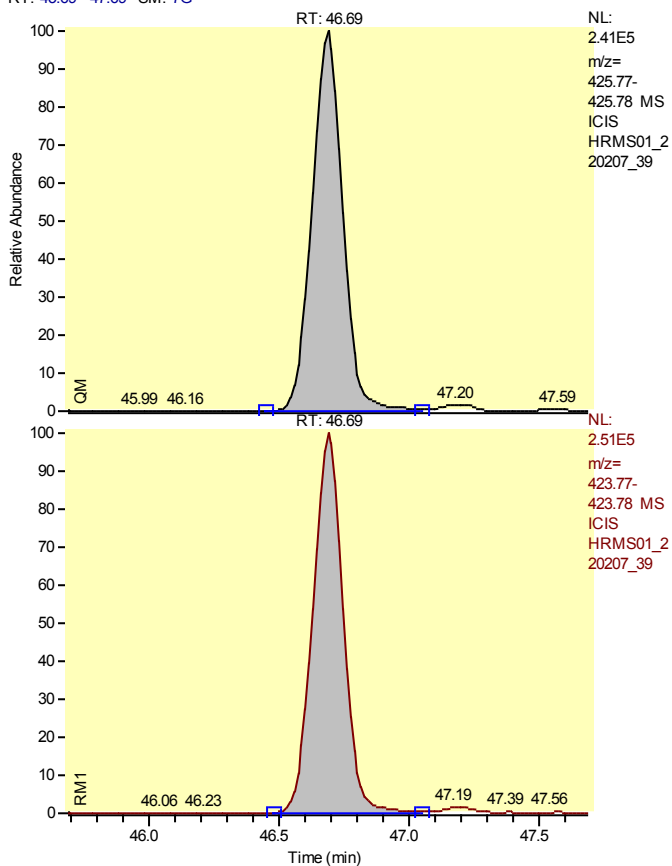 RT: 46.69
100
90
80
70
60
50
40
30
20
10
0
Relative Abundance
QM
45.99 46.16
47.20
47.59
NL:
2.41E5
m/z=
425.77-
425.78 MS
ICIS
HRMS01_2
20207_39
RT: 46.69
100
90
80
70
60
50
40
30
20
10
0
RM1
46.06 46.23
47.19 47.39 47.56
NL:
2.51E5
m/z=
423.77-
423.78 MS
ICIS
HRMS01_2
20207_39
46.0 46.5 47.0 47.5
Time (min)